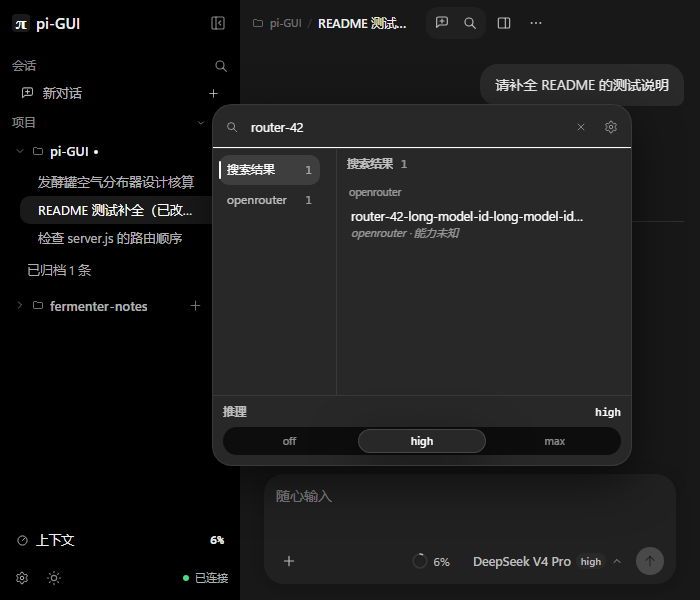 pi-GUI
会话
新对话
项目
pi-GUI
发酵罐空气分布器设计核算
README 测试补全（已改...
检查 server.js 的路由顺序
已归档 1 条
fermenter-notes
上下文 6%
已连接
pi-GUI / README 测试完...
请补全 README 的测试说明
router-42
搜索结果 1
openrouter 1
搜索结果 1
openrouter
router-42-long-model-id-long-model-id...
openrouter · 能力未知
推理 high
off high max
随心输入
6% DeepSeek V4 Pro high